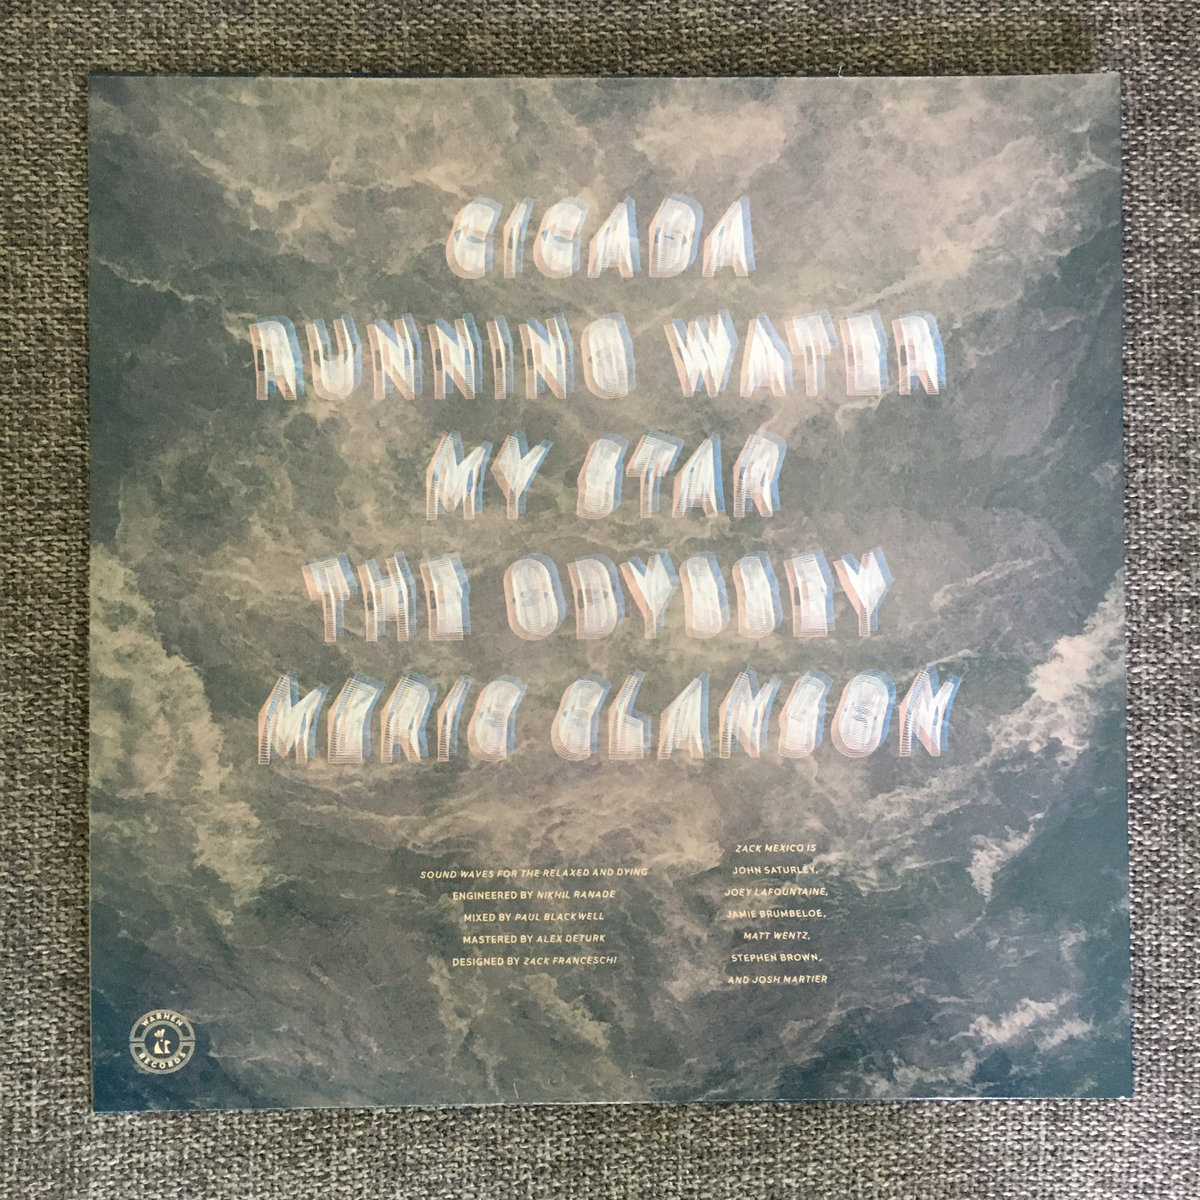 CICADA
RUNNING WATER
MY STAR
THE ODYSSEY
MERIC GLANSON
SOUND WAVES FOR THE RELAXED AND DYING
ENGINEERED BY NIKHIL RANADE
MIXED BY PAUL BLACKWELL
MASTERED BY ALEX DETURK
DESIGNED BY ZACK FRANCESCHI
ZACK MEXICO IS
JOHN SATURLEY,
JOEY LAFOUNTAINE,
JAMIE BRUMBELOE,
MATT WENTZ,
STEPHEN BROWN,
AND JOSH MARTIER
WARHEN
RECORDS